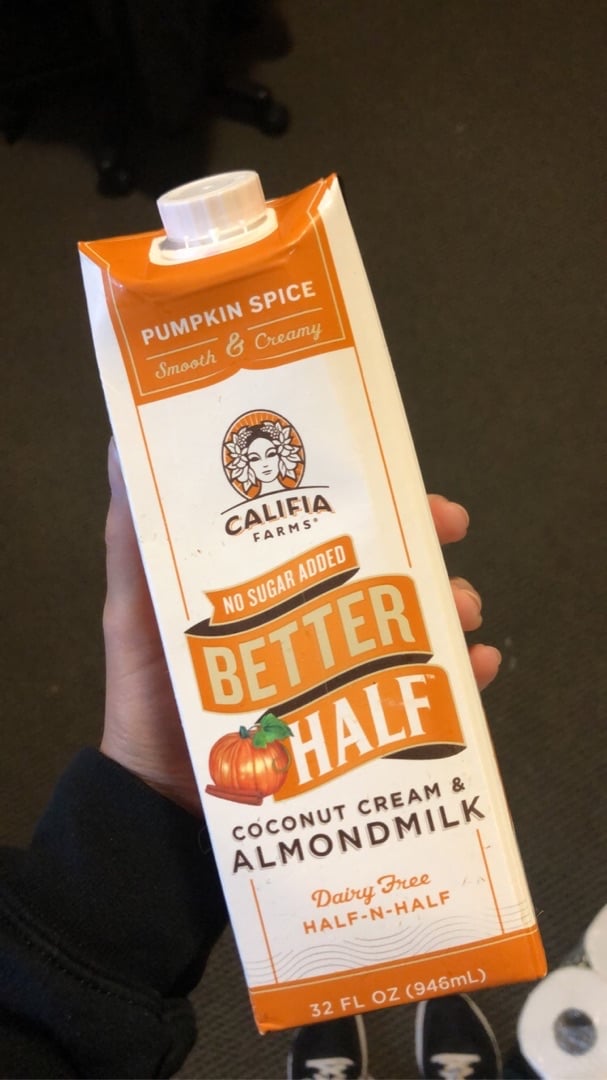 PUMPKIN SPICE
Smooth & Creamy
CALIFIA
FARMS®
NO SUGAR ADDED
BETTER
HALF™
COCONUT CREAM &
ALMONDMILK
Dairy Free
HALF-N-HALF
32 FL OZ (946mL)